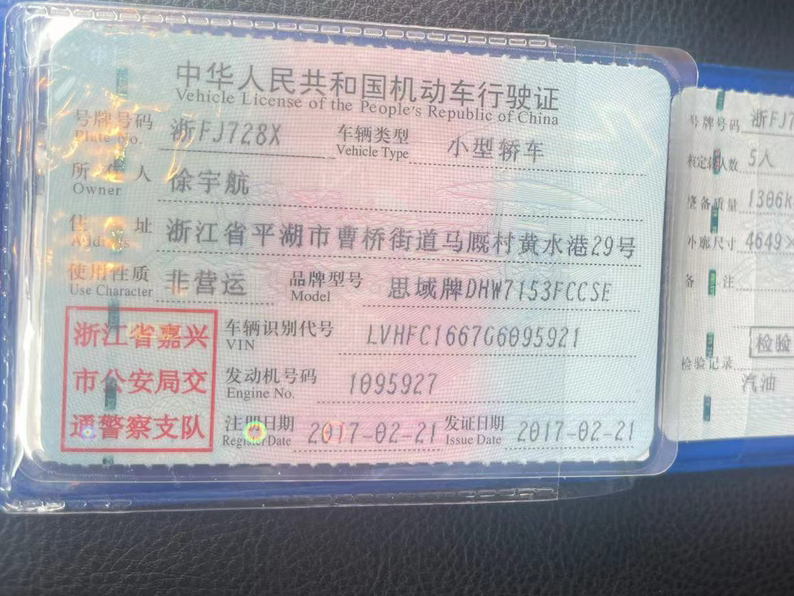 中华人民共和国机动车行驶证
Vehicle License of the People's Republic of China
号牌号码 浙FJ728X 车辆类型 小型轿车
Plate No. Vehicle Type
所有人 徐宇航
Owner
住址 浙江省平湖市曹桥街道马厩村黄水港29号
Address
使用性质 非营运 品牌型号 思域牌DHW7153FCCSE
Use Character Model
浙江省嘉兴
市公安局交
通警察支队
车辆识别代号 LVHFC1667G6095921
VIN
发动机号码 1095927
Engine No.
注册日期 2017-02-21 发证日期 2017-02-21
Register Date Issue Date
号牌号码 浙FJ7
核定载人数 5人
整备质量 1306k
外廓尺寸 4649×
备注
检验
检验记录
汽油